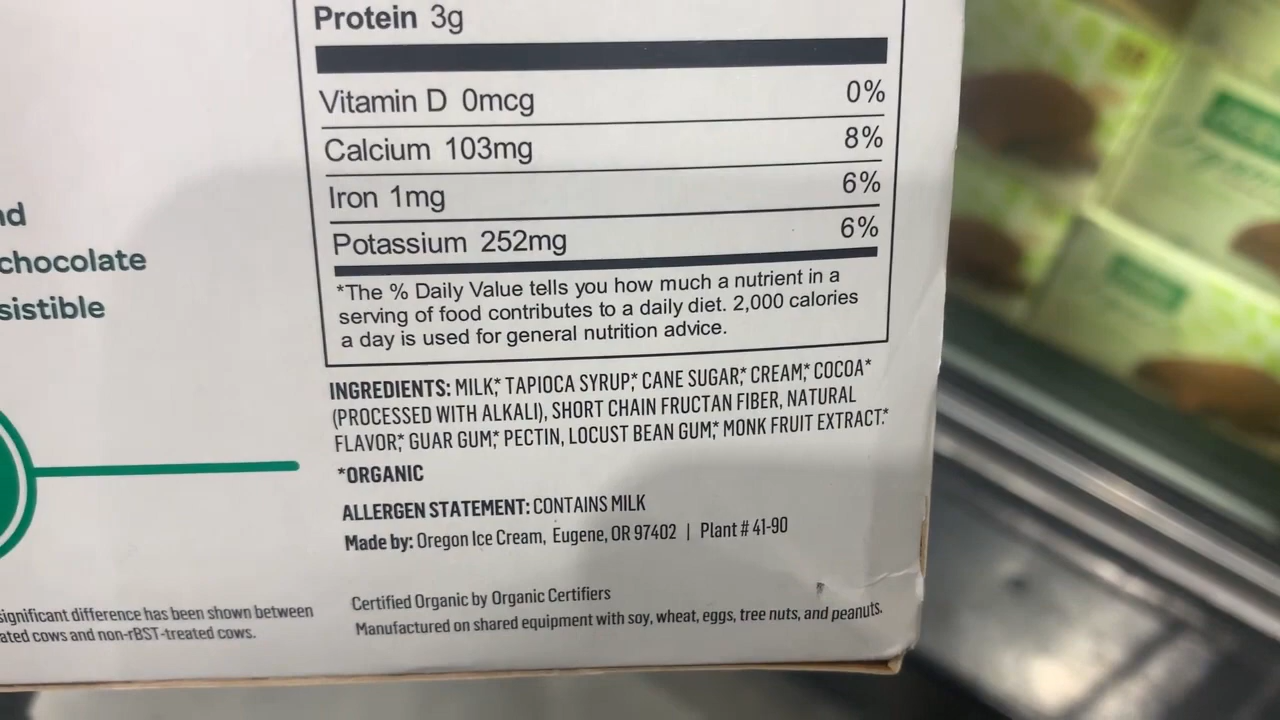 Protein 3g
Vitamin D 0mcg 0%
Calcium 103mg 8%
Iron 1mg 6%
Potassium 252mg 6%
*The % Daily Value tells you how much a nutrient in a
serving of food contributes to a daily diet. 2,000 calories
a day is used for general nutrition advice.
INGREDIENTS: MILK,* TAPIOCA SYRUP,* CANE SUGAR,* CREAM,* COCOA*
(PROCESSED WITH ALKALI), SHORT CHAIN FRUCTAN FIBER, NATURAL
FLAVOR,* GUAR GUM,* PECTIN, LOCUST BEAN GUM,* MONK FRUIT EXTRACT.*
*ORGANIC
ALLERGEN STATEMENT: CONTAINS MILK
Made by: Oregon Ice Cream, Eugene, OR 97402 | Plant # 41-90
Certified Organic by Organic Certifiers
Manufactured on shared equipment with soy, wheat, eggs, tree nuts, and peanuts.
nd
chocolate
sistible
ignificant difference has been shown between
ated cows and non-rBST-treated cows.